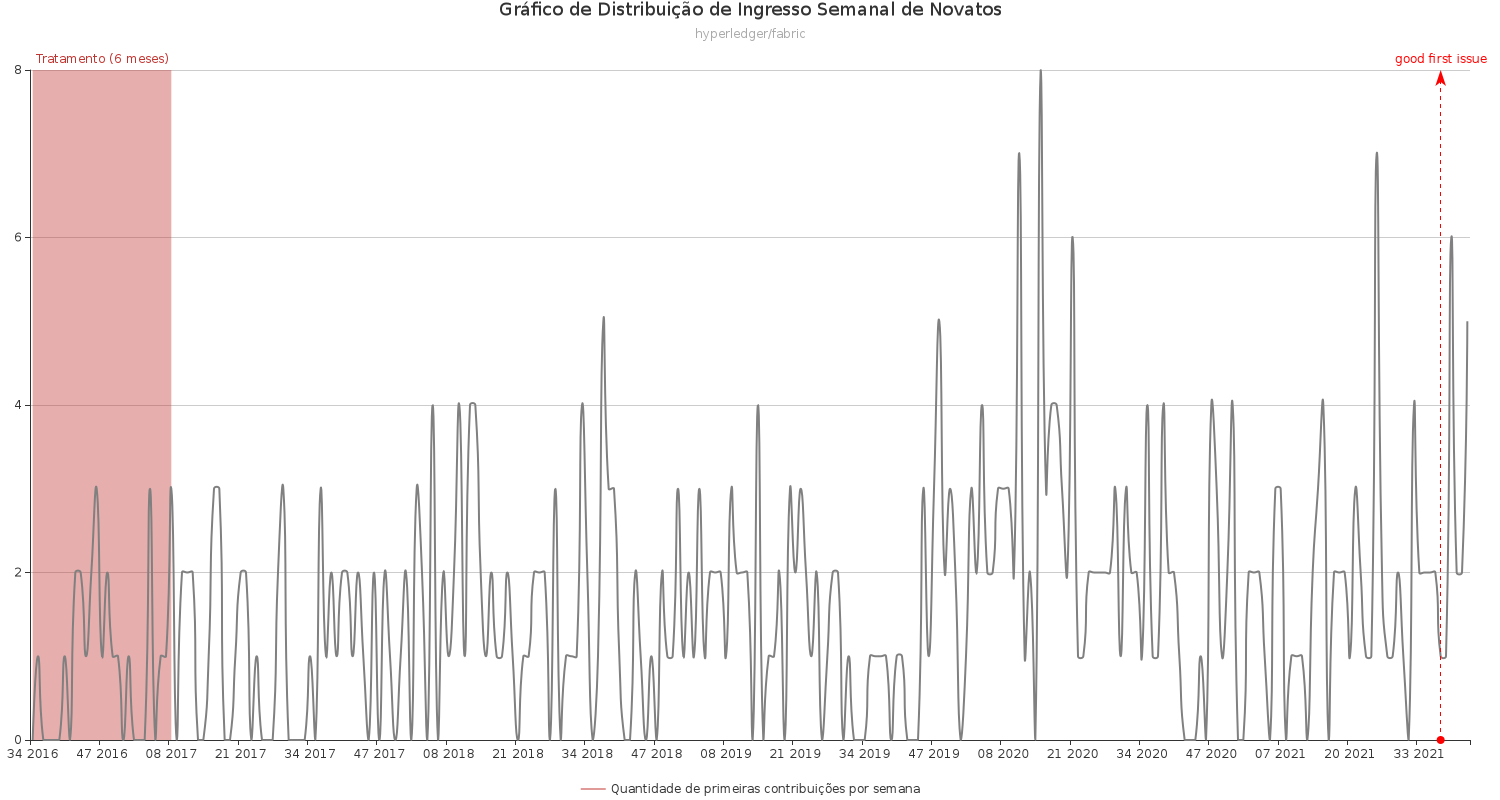 Gráfico de Distribuição de Ingresso Semanal de Novatos
hyperledger/fabric
Tratamento (6 meses)
good first issue
8
6
4
2
0
34 2016 47 2016 08 2017 21 2017 34 2017 47 2017 08 2018 21 2018 34 2018 47 2018 08 2019 21 2019 34 2019 47 2019 08 2020 21 2020 34 2020 47 2020 07 2021 20 2021 33 2021
Quantidade de primeiras contribuições por semana